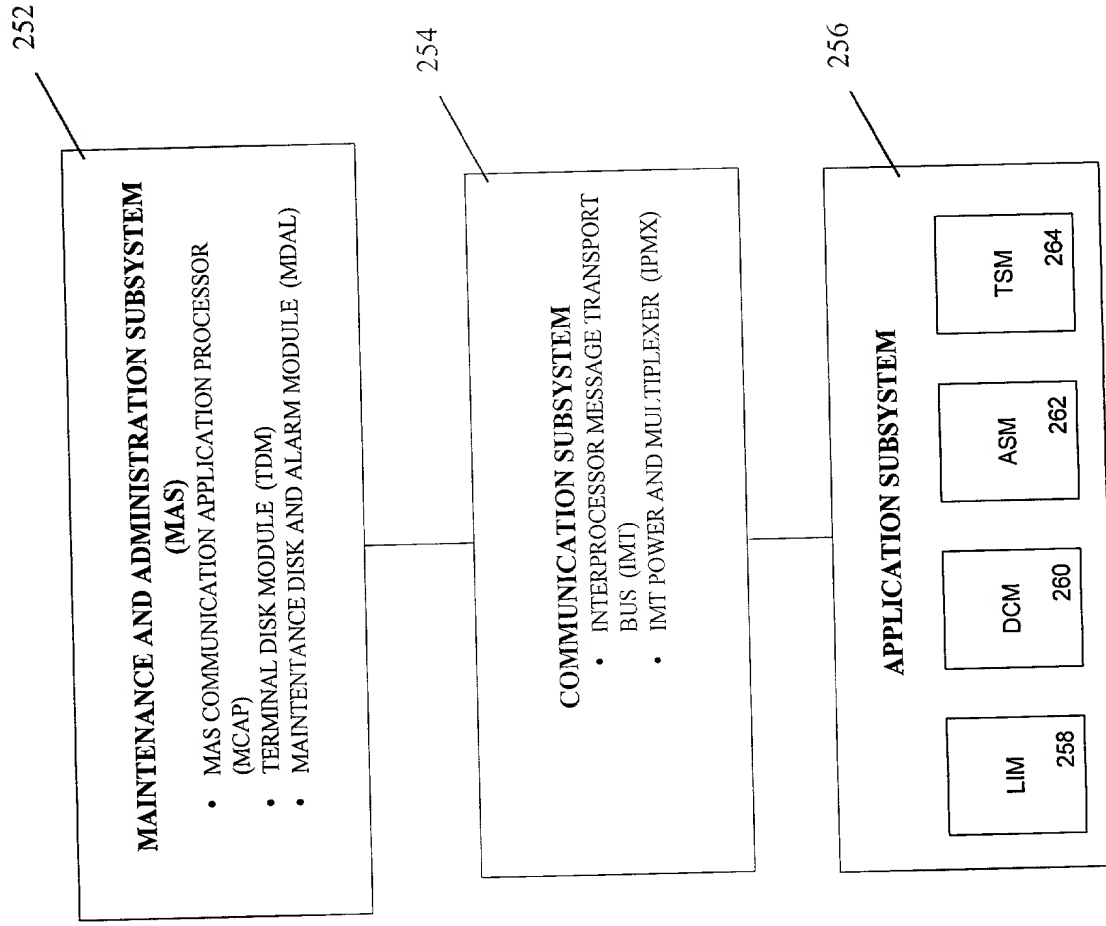 252
MAINTENANCE AND ADMINISTRATION SUBSYSTEM
(MAS)
• MAS COMMUNICATION APPLICATION PROCESSOR
(MCAP)
• TERMINAL DISK MODULE (TDM)
• MAINTENTANCE DISK AND ALARM MODULE (MDAL)
254
COMMUNICATION SUBSYSTEM
• INTERPROCESSOR MESSAGE TRANSPORT
BUS (IMT)
• IMT POWER AND MULTIPLEXER (IPMX)
256
APPLICATION SUBSYSTEM
LIM
258
DCM
260
ASM
262
TSM
264